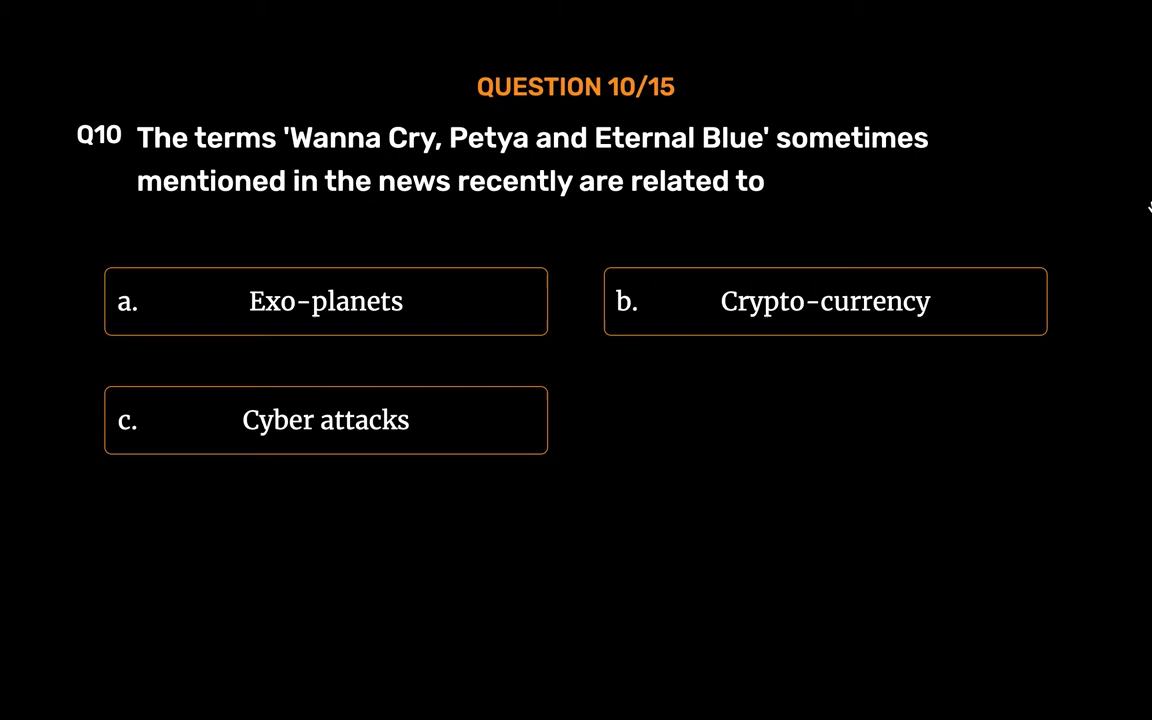 QUESTION 10/15
Q10 The terms 'Wanna Cry, Petya and Eternal Blue' sometimes
mentioned in the news recently are related to
a. Exo-planets
b. Crypto-currency
c. Cyber attacks